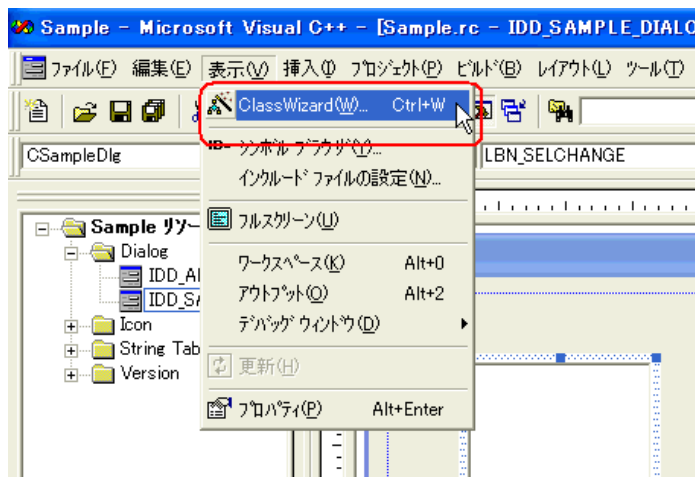 Sample - Microsoft Visual C++ - [Sample.rc - IDD_SAMPLE_DIALO
ﾌｧｲﾙ(F) 編集(E) 表示(V) 挿入(I) ﾌﾟﾛｼﾞｪｸﾄ(P) ﾋﾞﾙﾄﾞ(B) ﾚｲｱｳﾄ(L) ﾂｰﾙ(T)
ClassWizard(W)... Ctrl+W
CSampleDlg
ｼﾝﾎﾞﾙ ﾌﾞﾗｳｻﾞ(Y)...
LBN_SELCHANGE
ｲﾝｸﾙｰﾄﾞ ﾌｧｲﾙの設定(N)...
Sample ﾘｿｰ
ﾌﾙｽｸﾘｰﾝ(U)
Dialog
IDD_A
ﾜｰｸｽﾍﾟｰｽ(K) Alt+0
IDD_SA
ｱｳﾄﾌﾟｯﾄ(O) Alt+2
Icon
ﾃﾞﾊﾞｯｸﾞ ｳｨﾝﾄﾞｳ(D)
String Tab
Version
更新(H)
ﾌﾟﾛﾊﾟﾃｨ(P) Alt+Enter